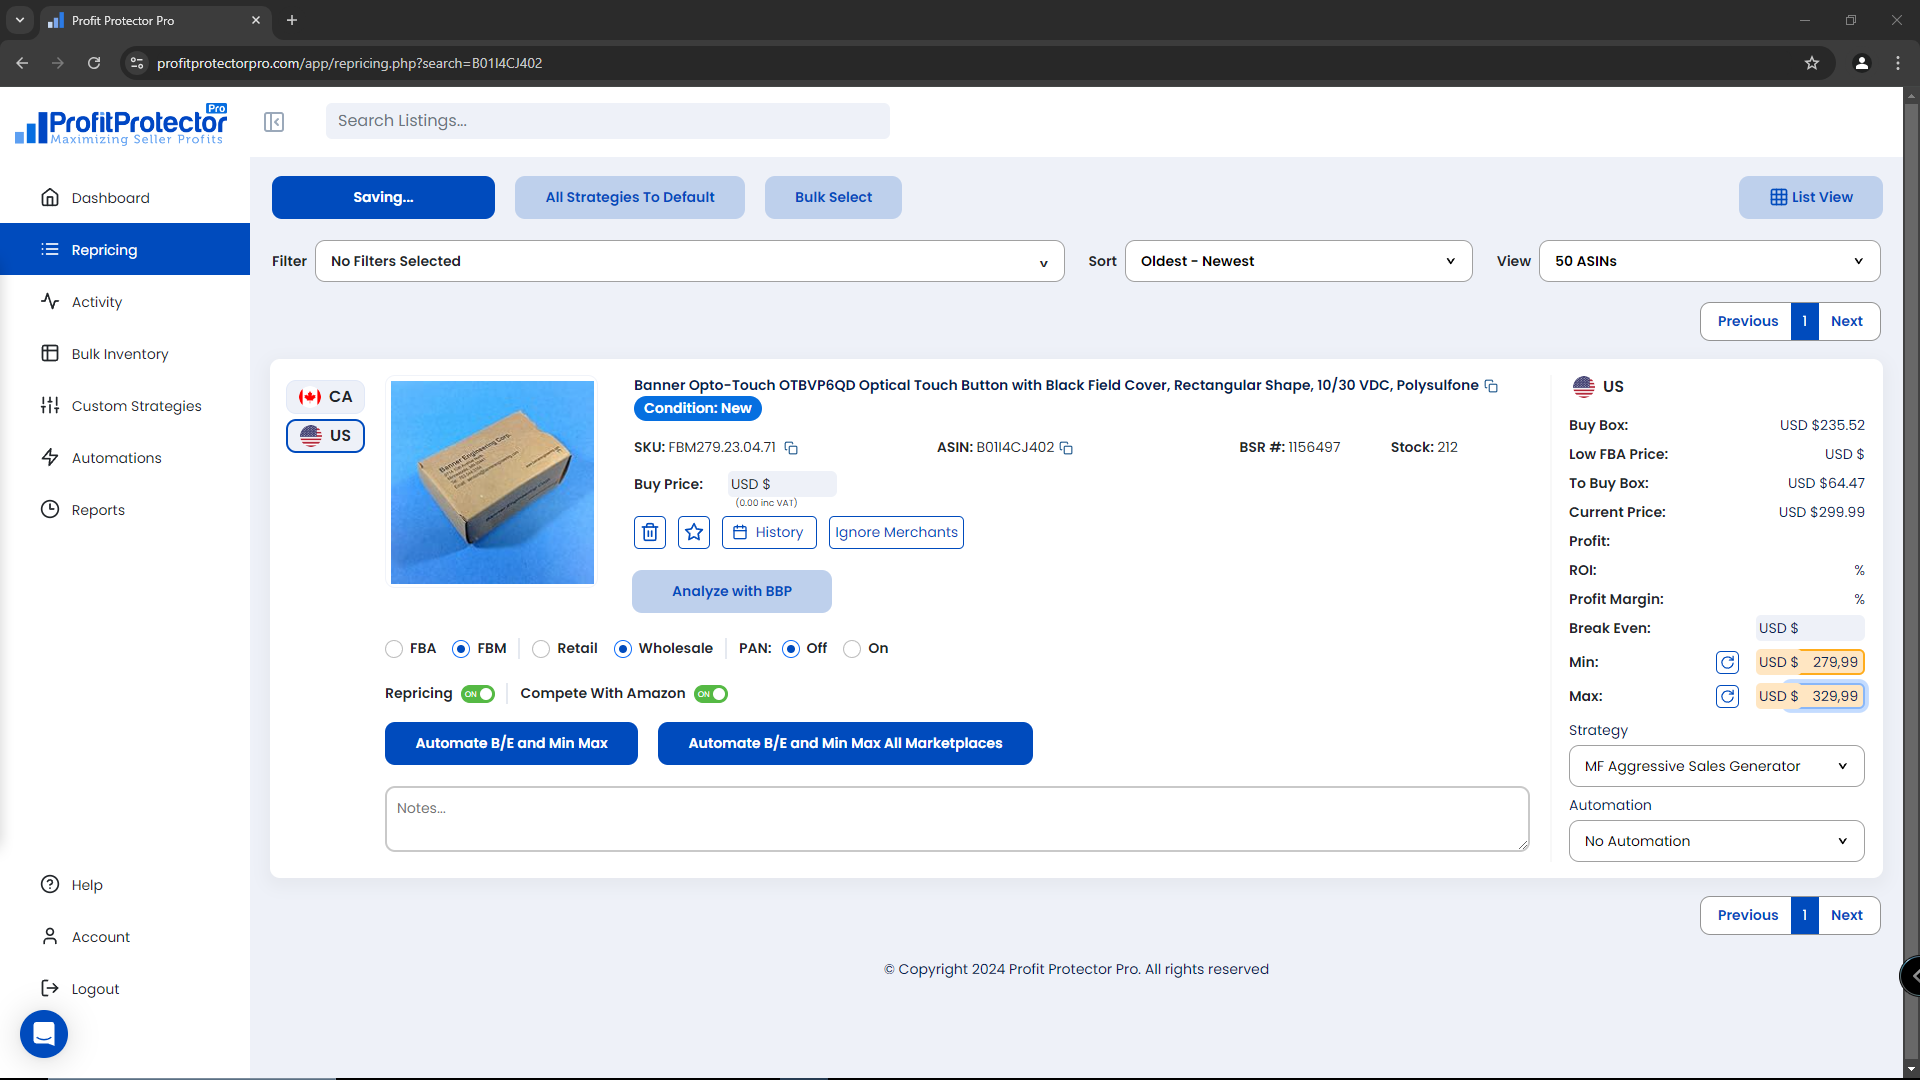 Profit Protector Pro
profitprotectorpro.com/app/repricing.php?search=B01I4CJ402
ProfitProtector Pro
Maximizing Seller Profits
Search Listings...
Dashboard
Repricing
Activity
Bulk Inventory
Custom Strategies
Automations
Reports
Help
Account
Logout
Saving...
All Strategies To Default
Bulk Select
List View
Filter
No Filters Selected
Sort
Oldest - Newest
View
50 ASINs
Previous 1 Next
CA
US
Banner Engineering Corp.
Banner Opto-Touch OTBVP6QD Optical Touch Button with Black Field Cover, Rectangular Shape, 10/30 VDC, Polysulfone
Condition: New
SKU: FBM279.23.04.71
ASIN: B01I4CJ402
BSR #: 1156497
Stock: 212
Buy Price: USD $
(0.00 inc VAT)
History
Ignore Merchants
Analyze with BBP
FBA FBM Retail Wholesale PAN: Off On
Repricing ON Compete With Amazon ON
Automate B/E and Min Max
Automate B/E and Min Max All Marketplaces
Notes...
US
Buy Box: USD $235.52
Low FBA Price: USD $
To Buy Box: USD $64.47
Current Price: USD $299.99
Profit:
ROI: %
Profit Margin: %
Break Even: USD $
Min: USD $ 279,99
Max: USD $ 329,99
Strategy
MF Aggressive Sales Generator
Automation
No Automation
Previous 1 Next
© Copyright 2024 Profit Protector Pro. All rights reserved